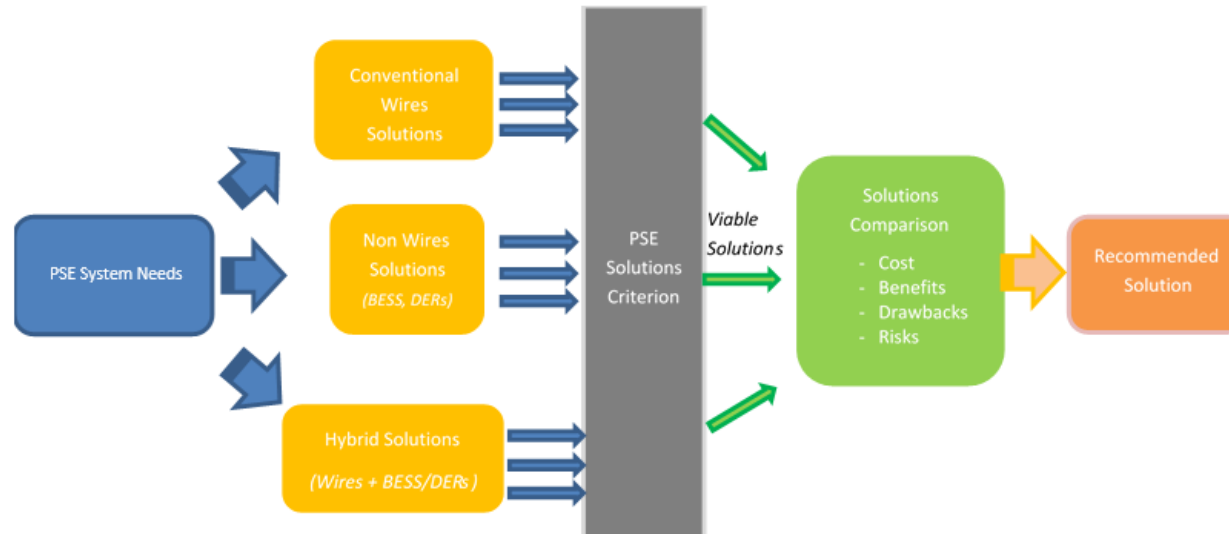 PSE System Needs
Conventional
Wires
Solutions
Non Wires
Solutions
(BESS, DERs)
Hybrid Solutions
(Wires + BESS/DERs)
PSE
Solutions
Criterion
Viable
Solutions
Solutions
Comparison
- Cost
- Benefits
- Drawbacks
- Risks
Recommended
Solution